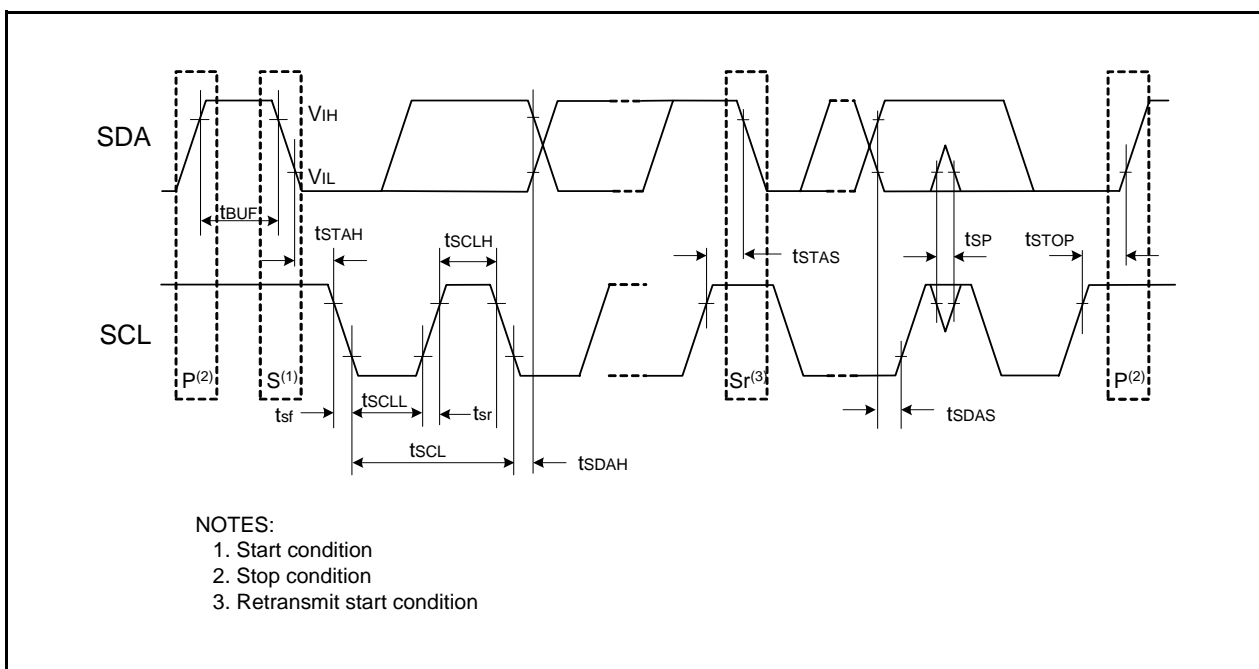 SDA
VIH
VIL
tBUF
tSTAH
tSCLH
tSTAS
tSP
tSTOP
SCL
P(2)
S(1)
Sr(3)
P(2)
tsf
tSCLL
tsr
tSDAS
tSCL
tSDAH
NOTES:
1. Start condition
2. Stop condition
3. Retransmit start condition